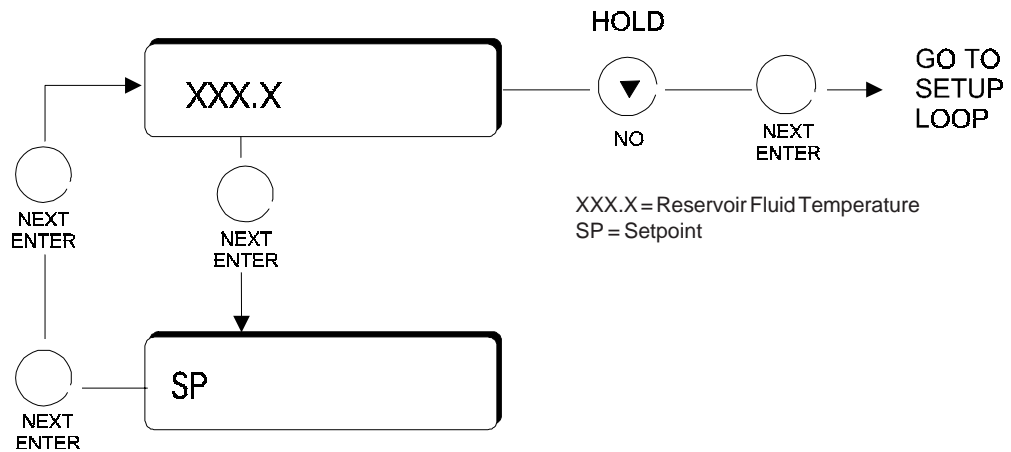 HOLD
XXX.X
GO TO
SETUP
LOOP
NO
NEXT
ENTER
NEXT
ENTER
NEXT
ENTER
XXX.X = Reservoir Fluid Temperature
SP = Setpoint
SP
NEXT
ENTER